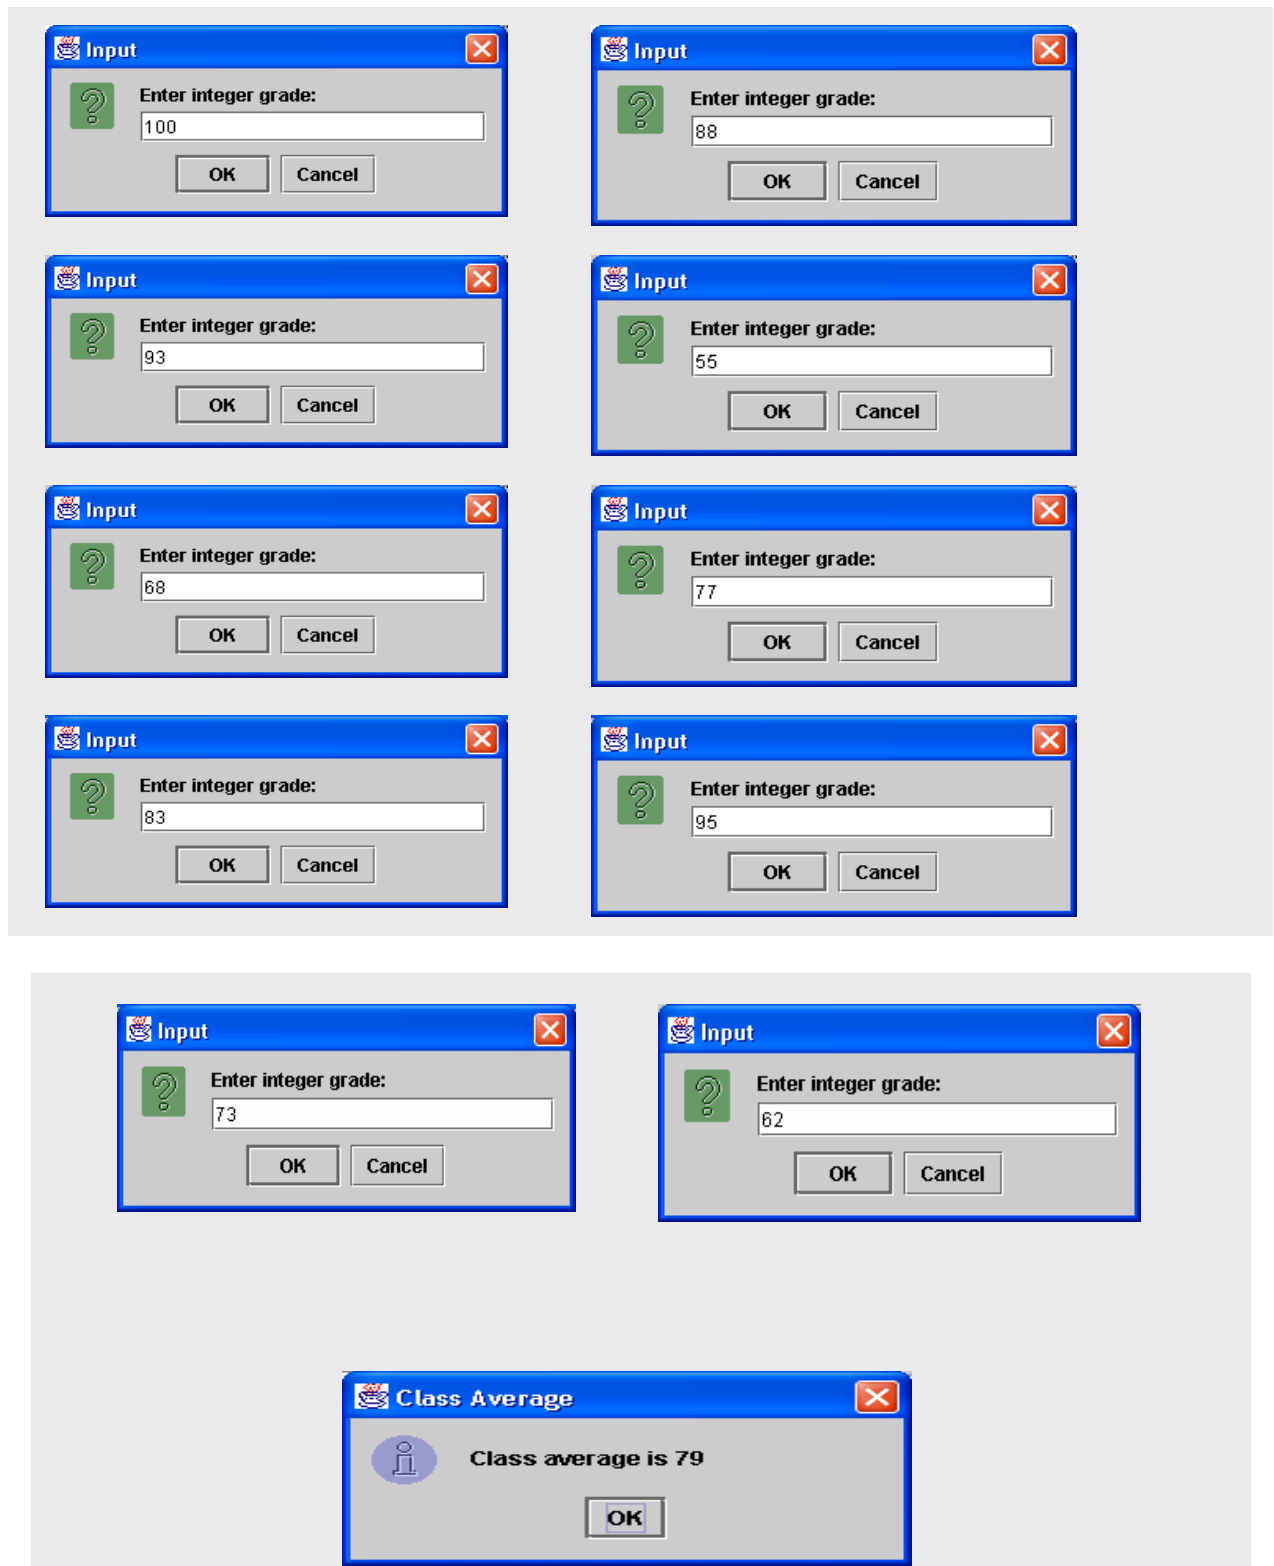 Input
Enter integer grade:
100
OK Cancel
Input
Enter integer grade:
88
OK Cancel
Input
Enter integer grade:
93
OK Cancel
Input
Enter integer grade:
55
OK Cancel
Input
Enter integer grade:
68
OK Cancel
Input
Enter integer grade:
77
OK Cancel
Input
Enter integer grade:
83
OK Cancel
Input
Enter integer grade:
95
OK Cancel
Input
Enter integer grade:
73
OK Cancel
Input
Enter integer grade:
62
OK Cancel
Class Average
Class average is 79
OK